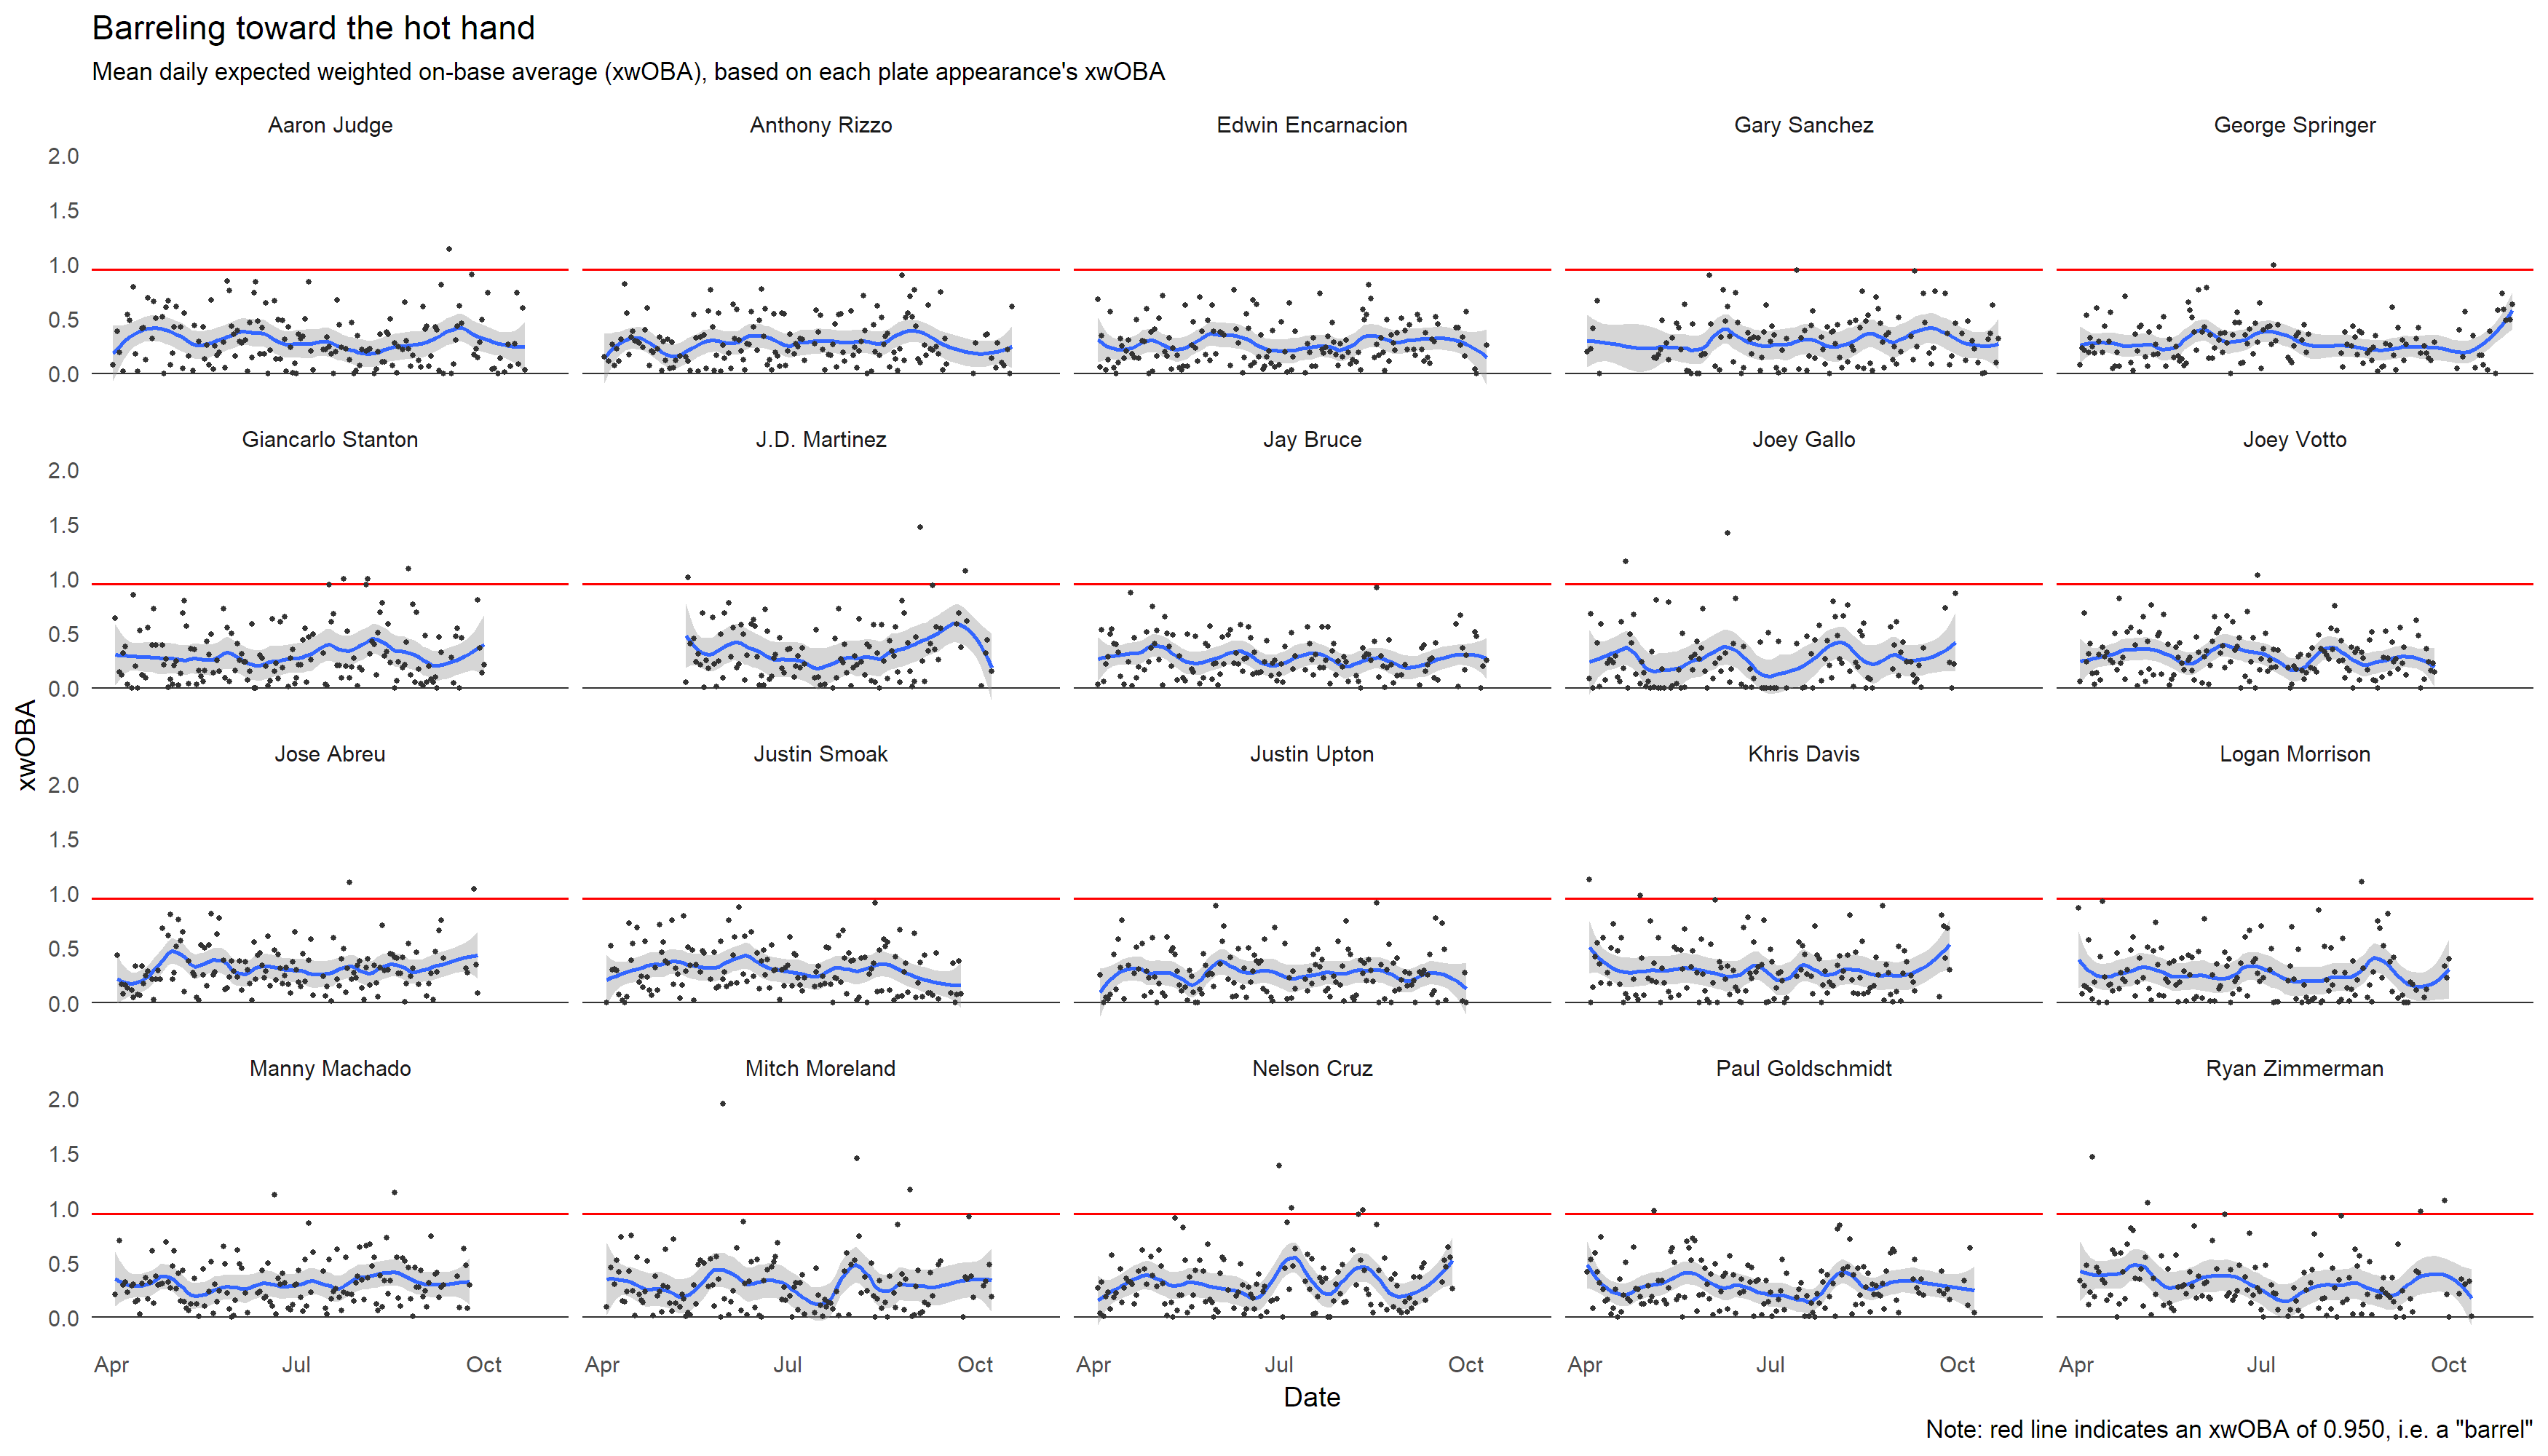 Barreling toward the hot hand
Mean daily expected weighted on-base average (xwOBA), based on each plate appearance's xwOBA
Aaron Judge Anthony Rizzo Edwin Encarnacion Gary Sanchez George Springer
2.0
1.5
1.0
0.5
0.0
Giancarlo Stanton J.D. Martinez Jay Bruce Joey Gallo Joey Votto
2.0
1.5
1.0
0.5
0.0
xwOBA
Jose Abreu Justin Smoak Justin Upton Khris Davis Logan Morrison
2.0
1.5
1.0
0.5
0.0
Manny Machado Mitch Moreland Nelson Cruz Paul Goldschmidt Ryan Zimmerman
2.0
1.5
1.0
0.5
0.0
Apr Jul Oct Apr Jul Oct Apr Jul Oct Apr Jul Oct Apr Jul Oct
Date
Note: red line indicates an xwOBA of 0.950, i.e. a "barrel"